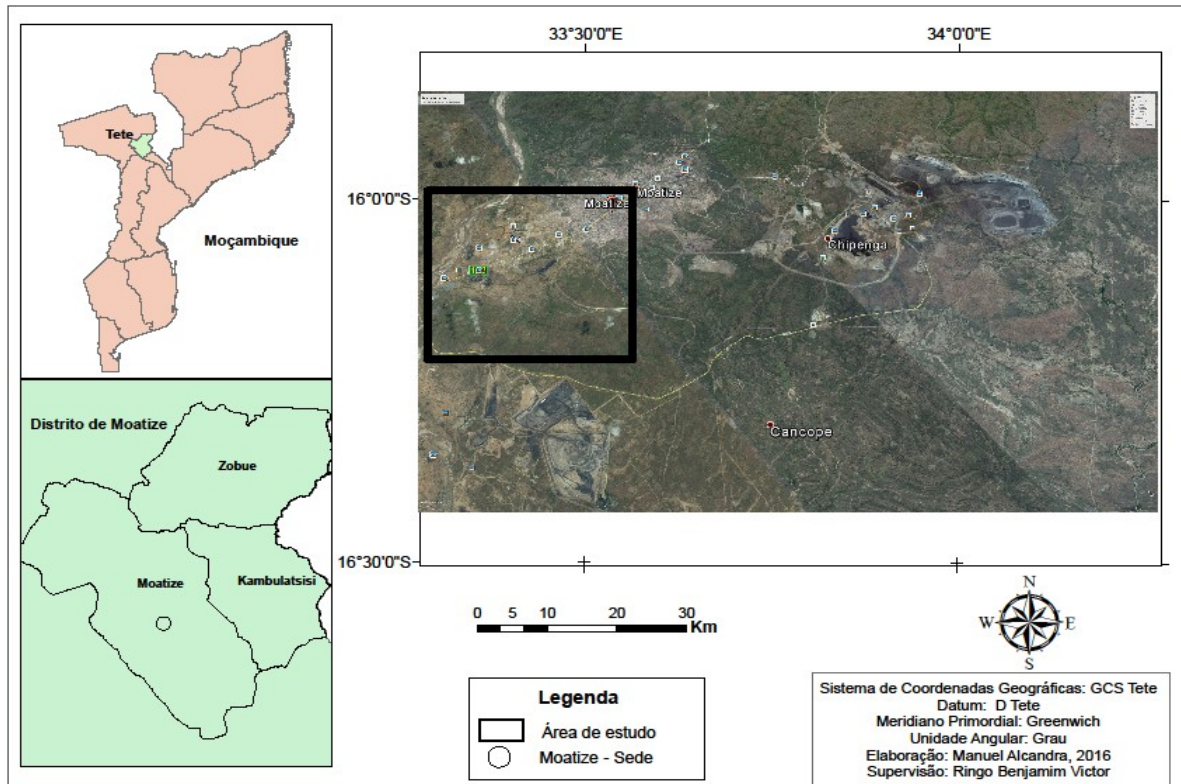 Tete
Moçambique
Distrito de Moatize
Zobue
Moatize
Kambulatsisi
33°30'0"E
34°0'0"E
16°0'0"S
16°30'0"S
Moatize
Moatize
Chipenga
Cancope
0 5 10 20 30
Km
N
W
E
S
Legenda
Área de estudo
Moatize - Sede
Sistema de Coordenadas Geográficas: GCS Tete
Datum: D Tete
Meridiano Primordial: Greenwich
Unidade Angular: Grau
Elaboração: Manuel Alcandra, 2016
Supervisão: Ringo Benjamim Victor